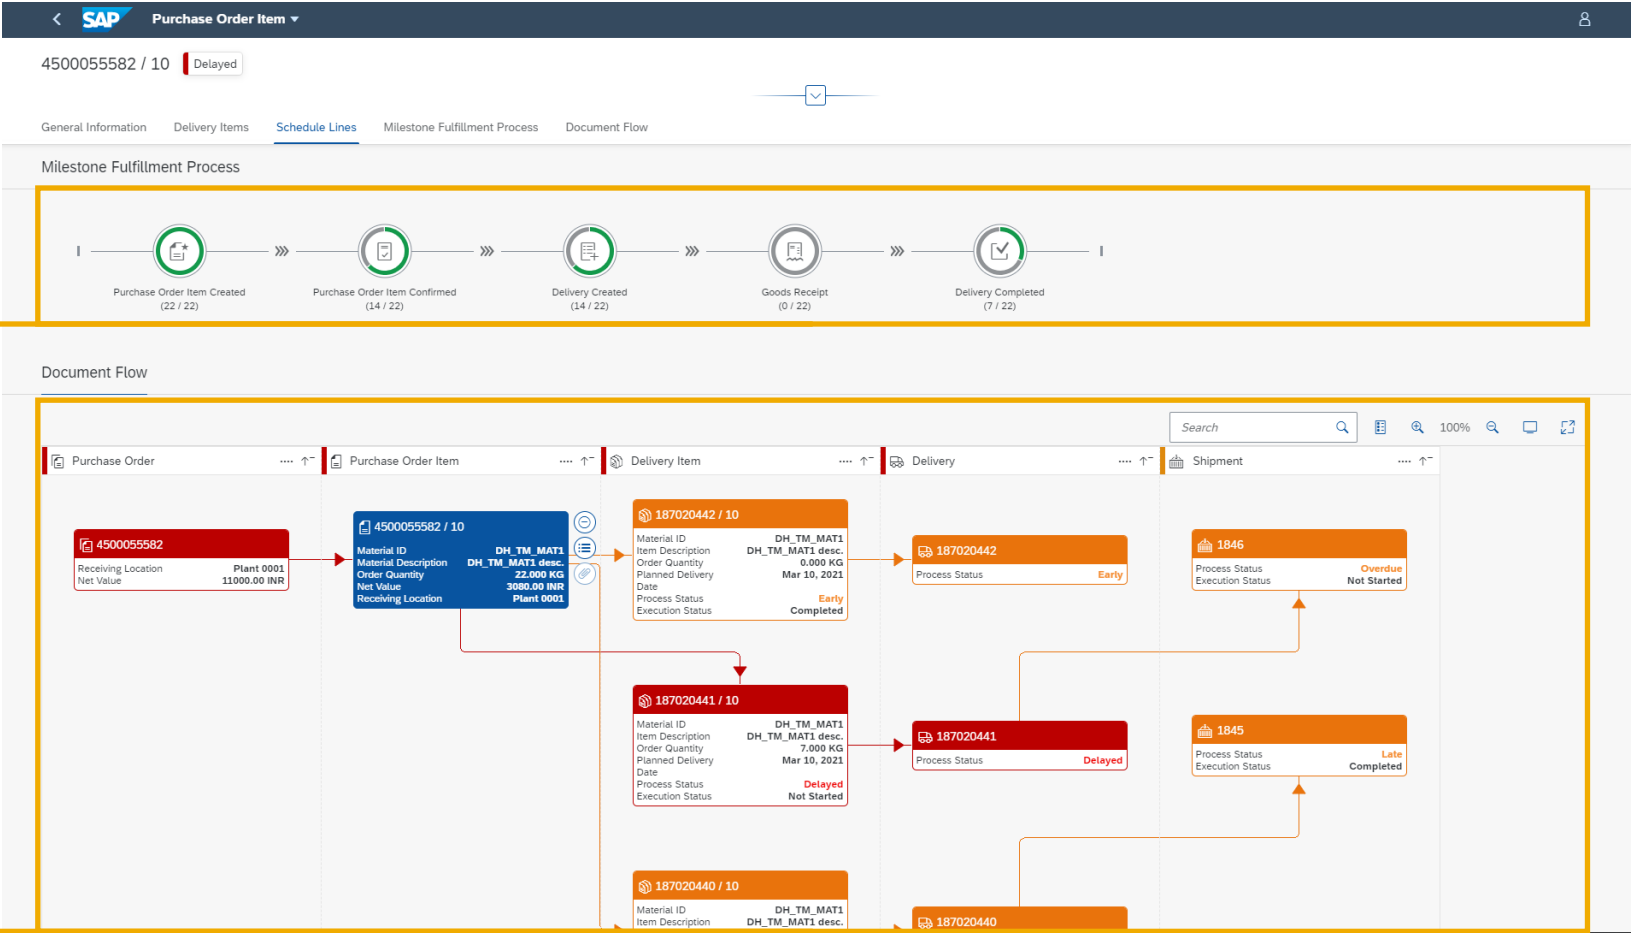 SAP Purchase Order Item
4500055582 / 10 Delayed
General Information Delivery Items Schedule Lines Milestone Fulfillment Process Document Flow
Milestone Fulfillment Process
Purchase Order Item Created Purchase Order Item Confirmed Delivery Created Goods Receipt Delivery Completed
(22 / 22) (14 / 22) (14 / 22) (0 / 22) (7 / 22)
Document Flow
Search 100%
Purchase Order Purchase Order Item Delivery Item Delivery Shipment
4500055582
Receiving Location Plant 0001
Net Value 11000.00 INR
4500055582 / 10
Material ID DH_TM_MAT1
Material Description DH_TM_MAT1 desc.
Order Quantity 22.000 KG
Net Value 3080.00 INR
Receiving Location Plant 0001
187020442 / 10
Material ID DH_TM_MAT1
Item Description DH_TM_MAT1 desc.
Order Quantity 0.000 KG
Planned Delivery Mar 10, 2021
Date
Process Status Early
Execution Status Completed
187020442
Process Status Early
1846
Process Status Overdue
Execution Status Not Started
187020441 / 10
Material ID DH_TM_MAT1
Item Description DH_TM_MAT1 desc.
Order Quantity 7.000 KG
Planned Delivery Mar 10, 2021
Date
Process Status Delayed
Execution Status Not Started
187020441
Process Status Delayed
1845
Process Status Late
Execution Status Completed
187020440 / 10
Material ID DH_TM_MAT1
Item Description DH_TM_MAT1 desc.
187020440